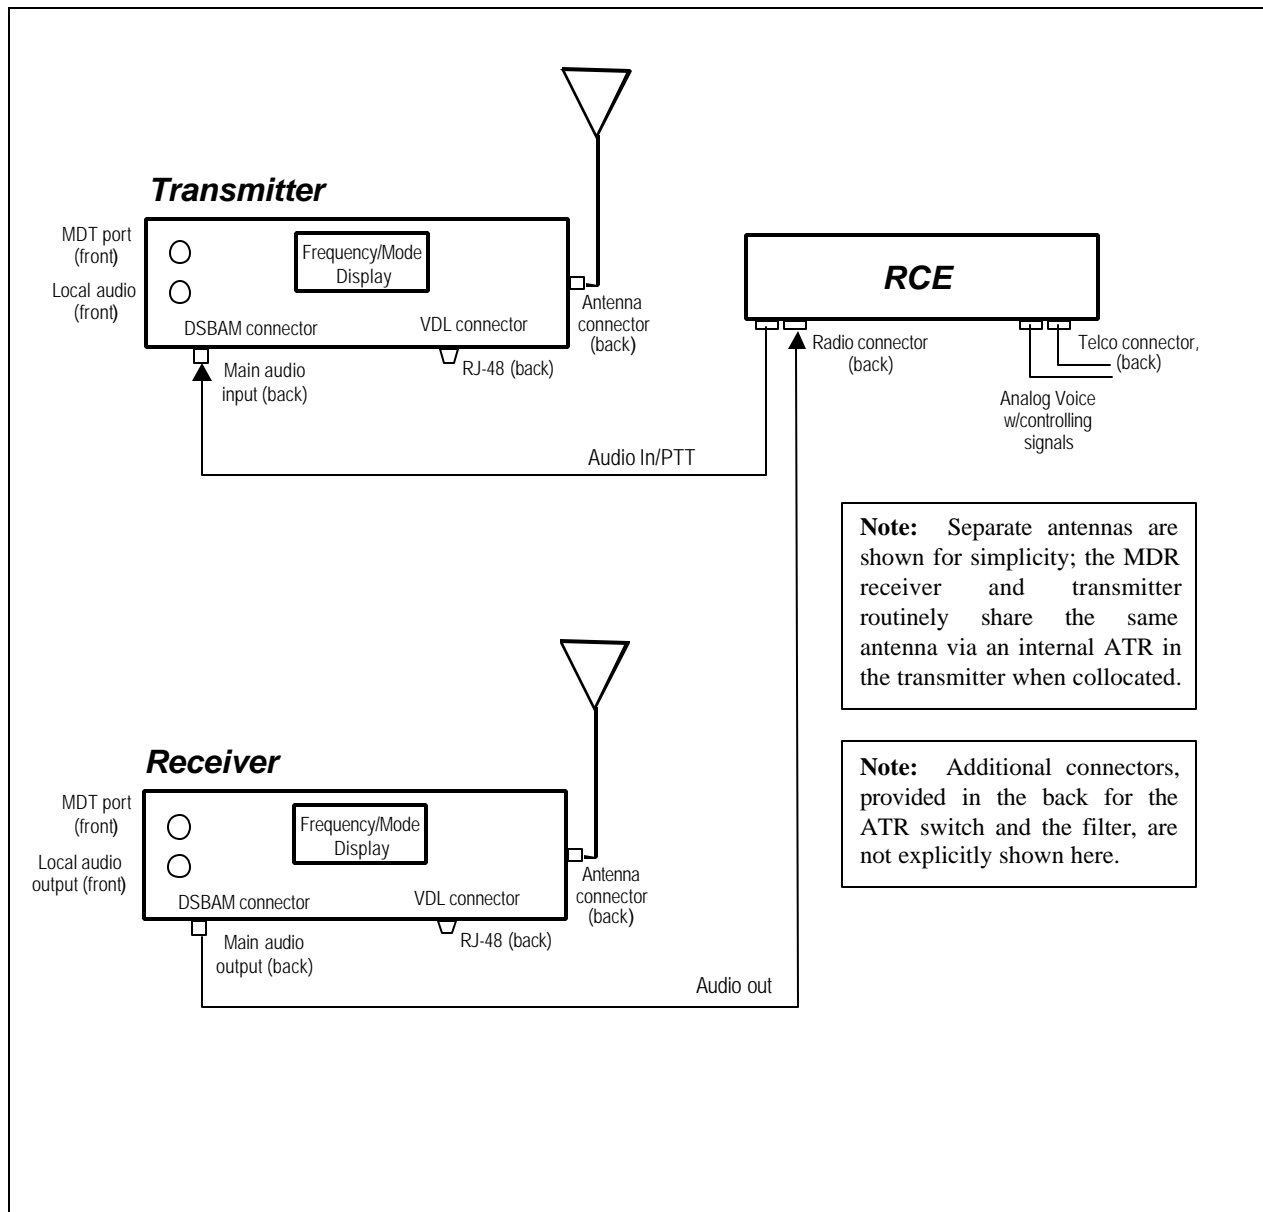 Transmitter
MDT port
(front)
Local audio
(front)
Frequency/Mode
Display
DSBAM connector
VDL connector
Antenna
connector
(back)
Main audio
input (back)
RJ-48 (back)
RCE
Radio connector
(back)
Telco connector,
(back)
Analog Voice
w/controlling
signals
Audio In/PTT
Note: Separate antennas are
shown for simplicity; the MDR
receiver and transmitter
routinely share the same
antenna via an internal ATR in
the transmitter when collocated.
Note: Additional connectors,
provided in the back for the
ATR switch and the filter, are
not explicitly shown here.
Receiver
MDT port
(front)
Local audio
output (front)
Frequency/Mode
Display
DSBAM connector
VDL connector
Antenna
connector
(back)
Main audio
output (back)
RJ-48 (back)
Audio out